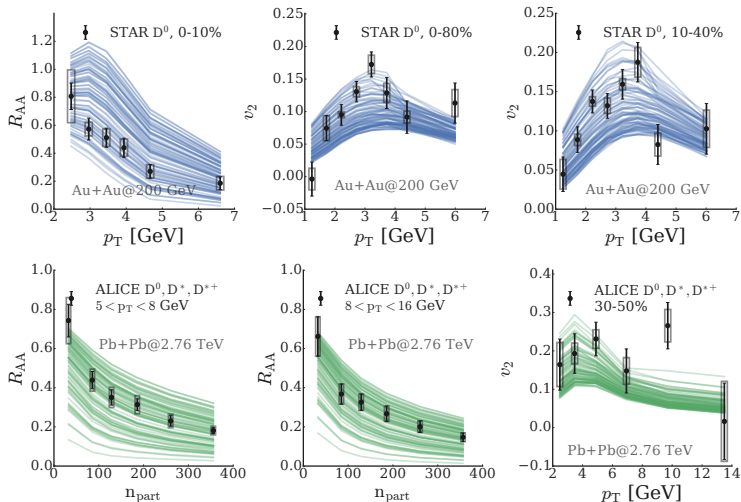 STAR D⁰, 0-10%
R_AA
1.2
1.0
0.8
0.6
0.4
0.2
0.0
Au+Au@200 GeV
2 3 4 5 6 7
p_T [GeV]
STAR D⁰, 0-80%
v₂
0.20
0.15
0.10
0.05
0.00
−0.05
Au+Au@200 GeV
1 2 3 4 5 6 7
p_T [GeV]
STAR D⁰, 10-40%
v₂
0.25
0.20
0.15
0.10
0.05
0.00
Au+Au@200 GeV
1 2 3 4 5 6 7
p_T [GeV]
ALICE D⁰, D*, D*⁺
5 < p_T < 8 GeV
Pb+Pb@2.76 TeV
R_AA
1.0
0.8
0.6
0.4
0.2
0.0
0 100 200 300 400
n_part
ALICE D⁰, D*, D*⁺
8 < p_T < 16 GeV
Pb+Pb@2.76 TeV
R_AA
1.0
0.8
0.6
0.4
0.2
0.0
0 100 200 300 400
n_part
ALICE D⁰, D*, D*⁺
30-50%
v₂
0.4
0.3
0.2
0.1
0.0
−0.1
Pb+Pb@2.76 TeV
2 4 6 8 10 12 14
p_T [GeV]